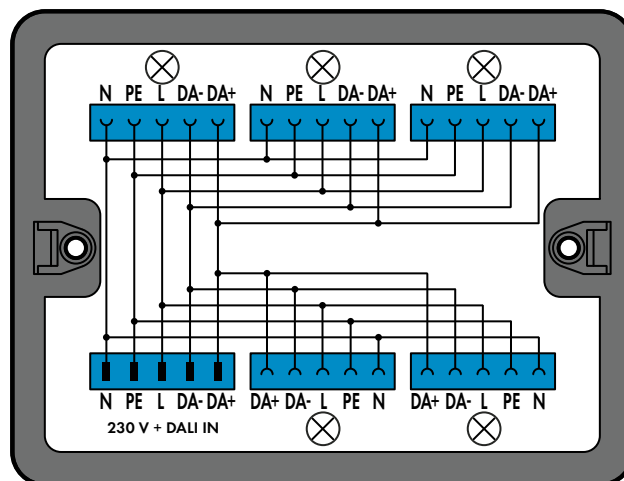 N PE L DA- DA+ N PE L DA- DA+ N PE L DA- DA+
N PE L DA- DA+ DA+ DA- L PE N DA+ DA- L PE N
230 V + DALI IN